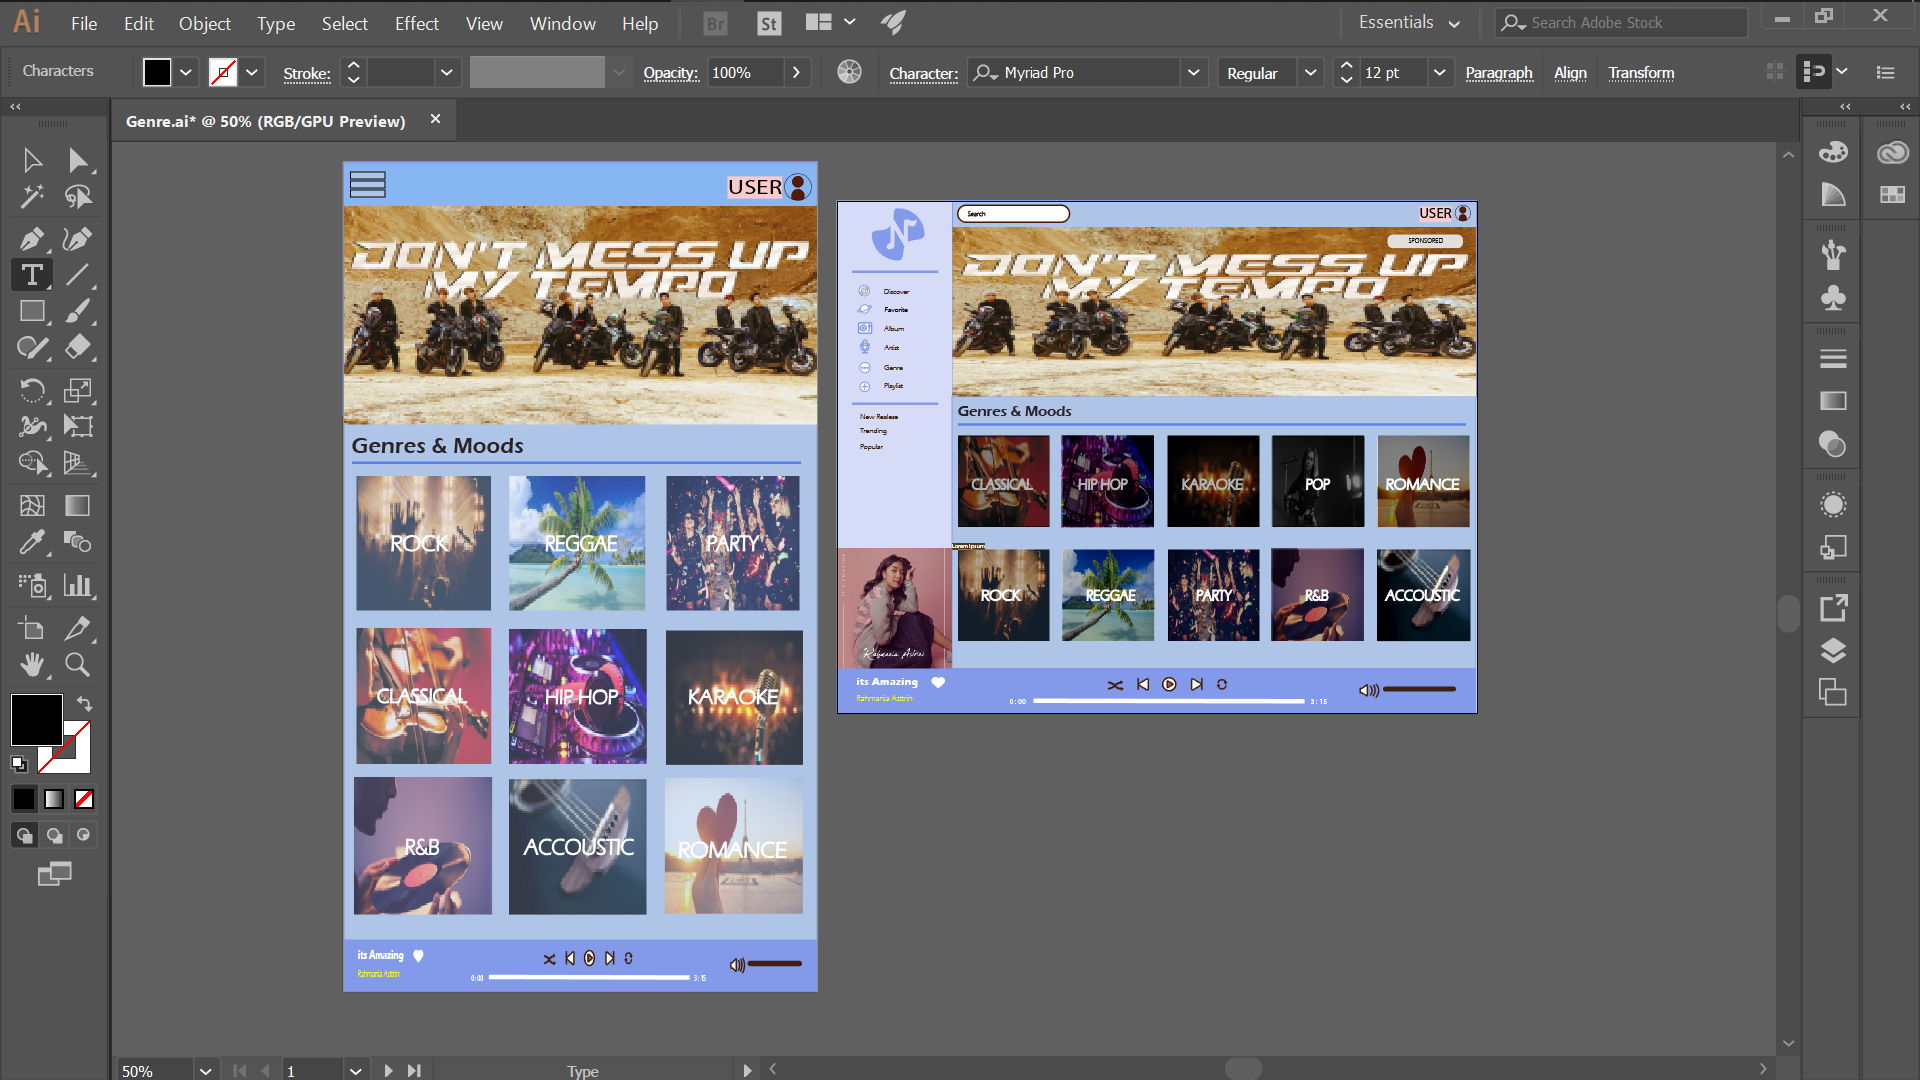 Ai File Edit Object Type Select Effect View Window Help Br St Essentials Search Adobe Stock
Characters Stroke: Opacity: 100% Character: Myriad Pro Regular 12 pt Paragraph Align Transform
Genre.ai* @ 50% (RGB/GPU Preview)
USER
DON'T MESS UP
MY TEMPO
Genres & Moods
ROCK REGGAE PARTY
CLASSICAL HIP HOP KARAOKE
R&B ACCOUSTIC ROMANCE
its Amazing
Rahmania Asttrini
0:00 3:15
Search USER
SPONSORED
DON'T MESS UP
MY TEMPO
Discover
Favorite
Album
Artist
Genre
Playlist
New Realese
Trending
Popular
Genres & Moods
CLASSICAL HIP HOP KARAOKE POP ROMANCE
Lorem ipsum
ROCK REGGAE PARTY R&B ACCOUSTIC
Rahmania Astrini
its Amazing
Rahmania Asttrini
0:00 3:15
50% 1 Type